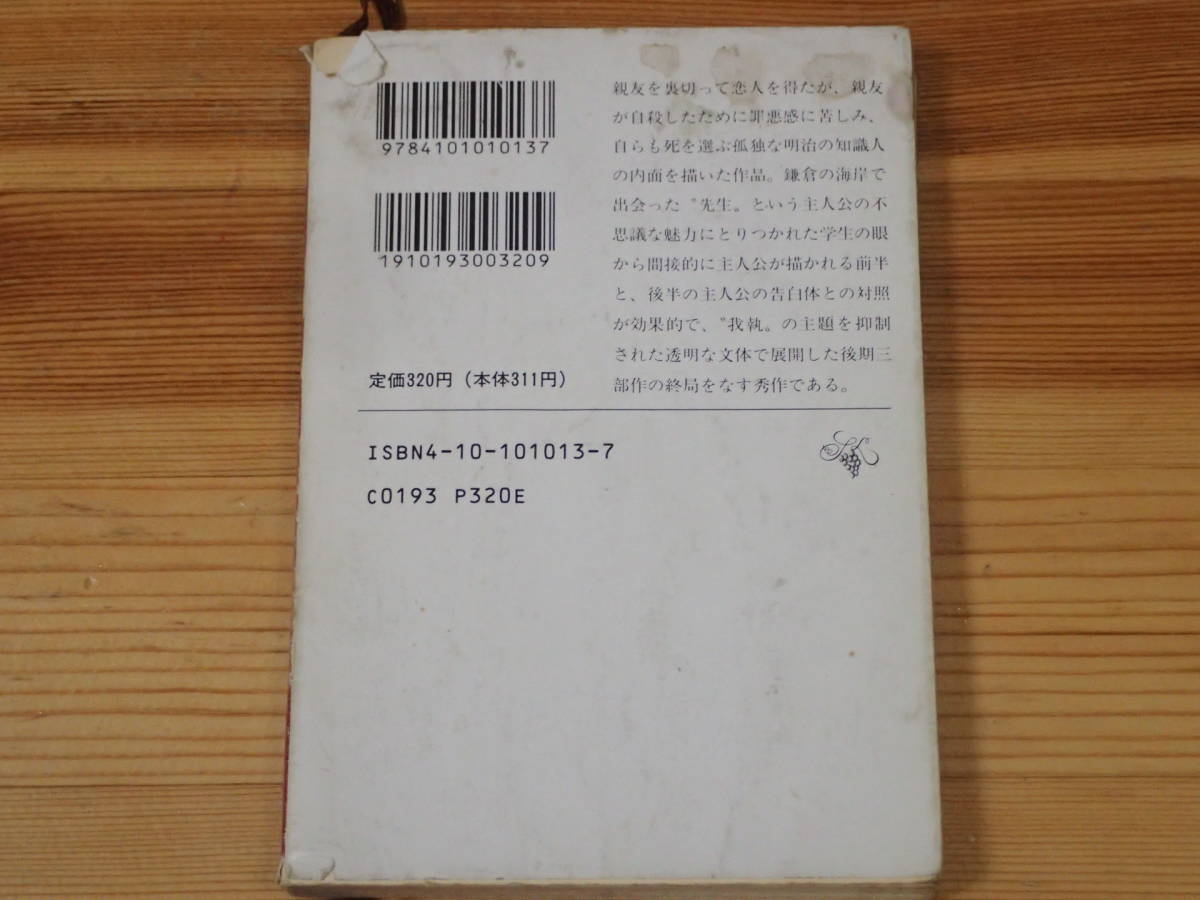 9784101010137
1910193003209
定価320円(本体311円)
親友を裏切って恋人を得たが、親友
が自殺したために罪悪感に苦しみ、
自らも死を選ぶ孤独な明治の知識人
の内面を描いた作品。鎌倉の海岸で
出会った〝先生〟という主人公の不
思議な魅力にとりつかれた学生の眼
から間接的に主人公が描かれる前半
と、後半の主人公の告白体との対照
が効果的で、〝我執〟の主題を抑制
された透明な文体で展開した後期三
部作の終局をなす秀作である。
ISBN4-10-101013-7
C0193 P320E